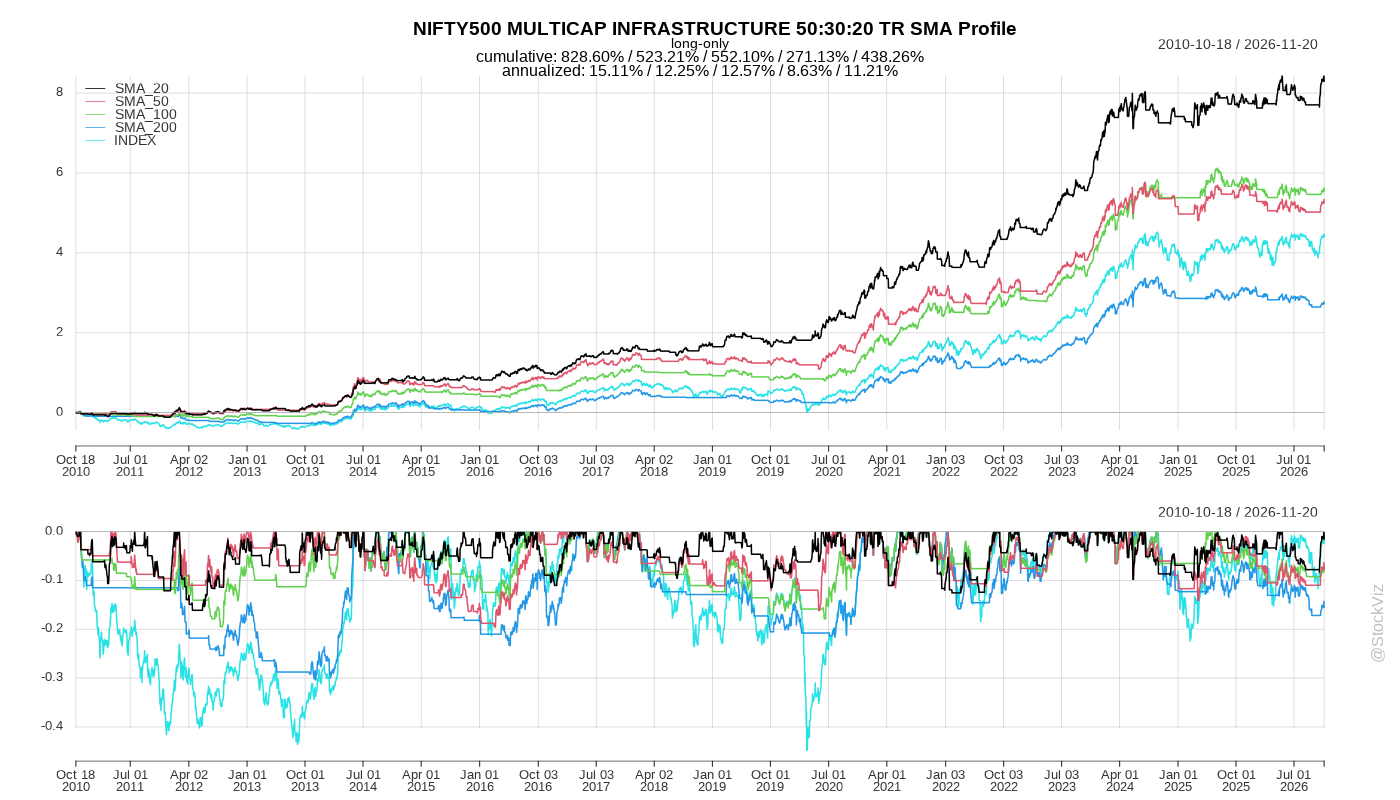 NIFTY500 MULTICAP INFRASTRUCTURE 50:30:20 TR SMA Profile
long-only
2010-10-18 / 2026-11-20
cumulative: 828.60% / 523.21% / 552.10% / 271.13% / 438.26%
annualized: 15.11% / 12.25% / 12.57% / 8.63% / 11.21%
SMA_20
SMA_50
SMA_100
SMA_200
INDEX
8
6
4
2
0
Oct 18 Jul 01 Apr 02 Jan 01 Oct 01 Jul 01 Apr 01 Jan 01 Oct 03 Jul 03 Apr 02 Jan 01 Oct 01 Jul 01 Apr 01 Jan 03 Oct 03 Jul 03 Apr 01 Jan 01 Oct 01 Jul 01
2010 2011 2012 2013 2013 2014 2015 2016 2016 2017 2018 2019 2019 2020 2021 2022 2022 2023 2024 2025 2025 2026
2010-10-18 / 2026-11-20
0.0
-0.1
-0.2
-0.3
-0.4
Oct 18 Jul 01 Apr 02 Jan 01 Oct 01 Jul 01 Apr 01 Jan 01 Oct 03 Jul 03 Apr 02 Jan 01 Oct 01 Jul 01 Apr 01 Jan 03 Oct 03 Jul 03 Apr 01 Jan 01 Oct 01 Jul 01
2010 2011 2012 2013 2013 2014 2015 2016 2016 2017 2018 2019 2019 2020 2021 2022 2022 2023 2024 2025 2025 2026
@StockViz